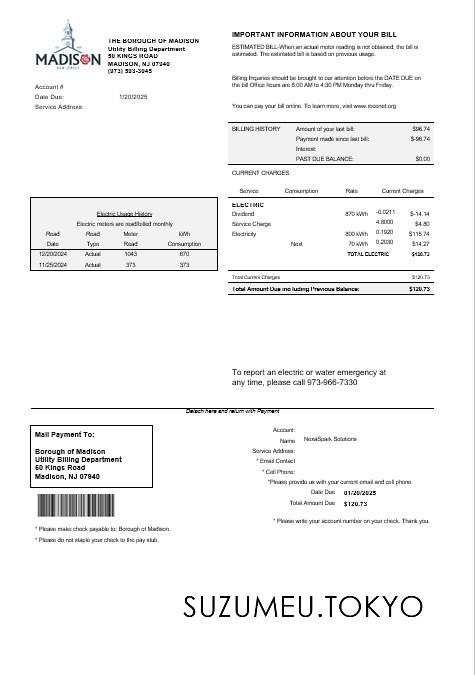 MADISON
NEW JERSEY
THE BOROUGH OF MADISON
Utility Billing Department
50 KINGS ROAD
MADISON, NJ 07940
(973) 593-3045
Account #
Date Due: 1/20/2025
Service Address:
IMPORTANT INFORMATION ABOUT YOUR BILL
ESTIMATED BILL-When an actual motor roading is not obtained, the bill is
estimated. The estimated bill is based on previous usage.
Billing Inquiries should be brought to our attention before the DATE DUE on
the bill Office hours are 8:00 AM to 4:30 PM Monday thru Friday.
You can pay your bill online. To learn more, visit www.rocenet.org
BILLING HISTORY Amount of your last bill: $96.74
Payment made since last bill: $-96.74
Interest:
PAST DUE BALANCE: $0.00
CURRENT CHARGES
Service Consumption Rate Current Charges
ELECTRIC
Dividend 870 kWh -0.0211 $-14.14
Service Charge 4.8000 $4.80
Electricity 800 kWh 0.1920 $115.74
Next 70 kWh 0.2030 $14.27
TOTAL ELECTRIC $120.73
Total Current Charges $120.73
Total Amount Due including Previous Balance: $120.73
Electric Usage History
Electric meters are road/billed monthly
Road Road Motor kWh
Date Type Road Consumption
12/20/2024 Actual 1043 670
11/25/2024 Actual 373 373
To report an electric or water emergency at
any time, please call 973-966-7330
Detach here and return with Payment
Mail Payment To:
Borough of Madison
Utility Billing Department
50 Kings Road
Madison, NJ 07940
* Please make check payable to: Borough of Madison.
* Please do not staple your check to the pay stub.
Account:
Name NexaSpark Solutions
Service Address:
* Email Contact
* Cell Phone:
*Please provide us with your current email and cell phone
Date Due 01/20/2025
Total Amount Due $120.73
* Please write your account number on your check. Thank you.
SUZUMEU.TOKYO